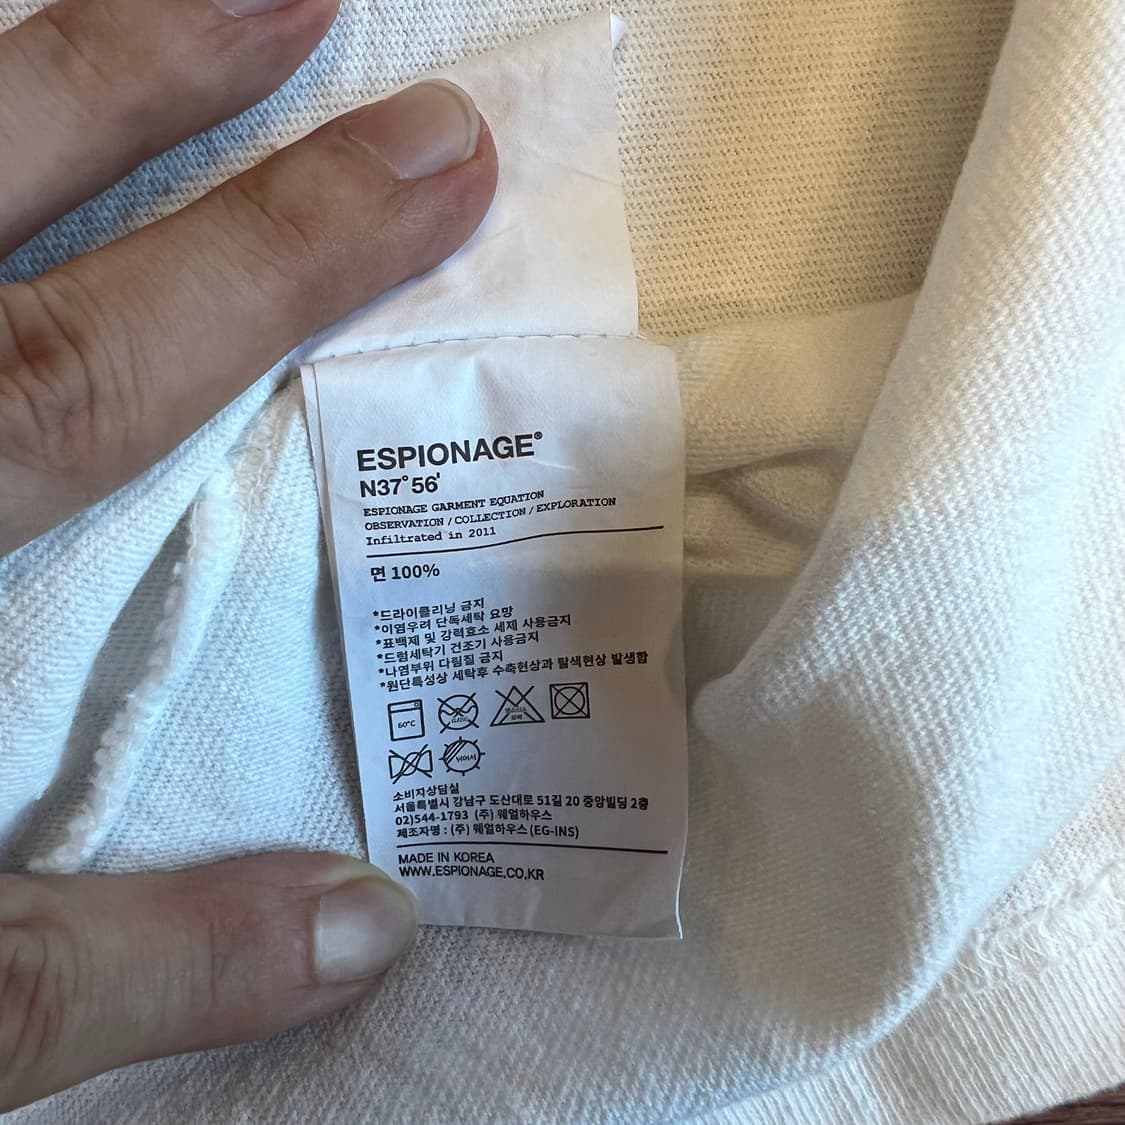 ESPIONAGE®
N37°56'
ESPIONAGE GARMENT EQUATION
OBSERVATION / COLLECTION / EXPLORATION
Infiltrated in 2011
면 100%
*드라이클리닝 금지
*이염우려 단독세탁 요망
*표백제 및 강력효소 세제 사용금지
*드럼세탁기 건조기 사용금지
*나염부위 다림질 금지
*원단특성상 세탁후 수축현상과 탈색현상 발생함
60°C
뉘어서
소비자상담실
서울특별시 강남구 도산대로 51길 20 중앙빌딩 2층
02)544-1793 (주) 웨얼하우스
제조자명 : (주) 웨얼하우스 (EG-INS)
MADE IN KOREA
WWW.ESPIONAGE.CO.KR